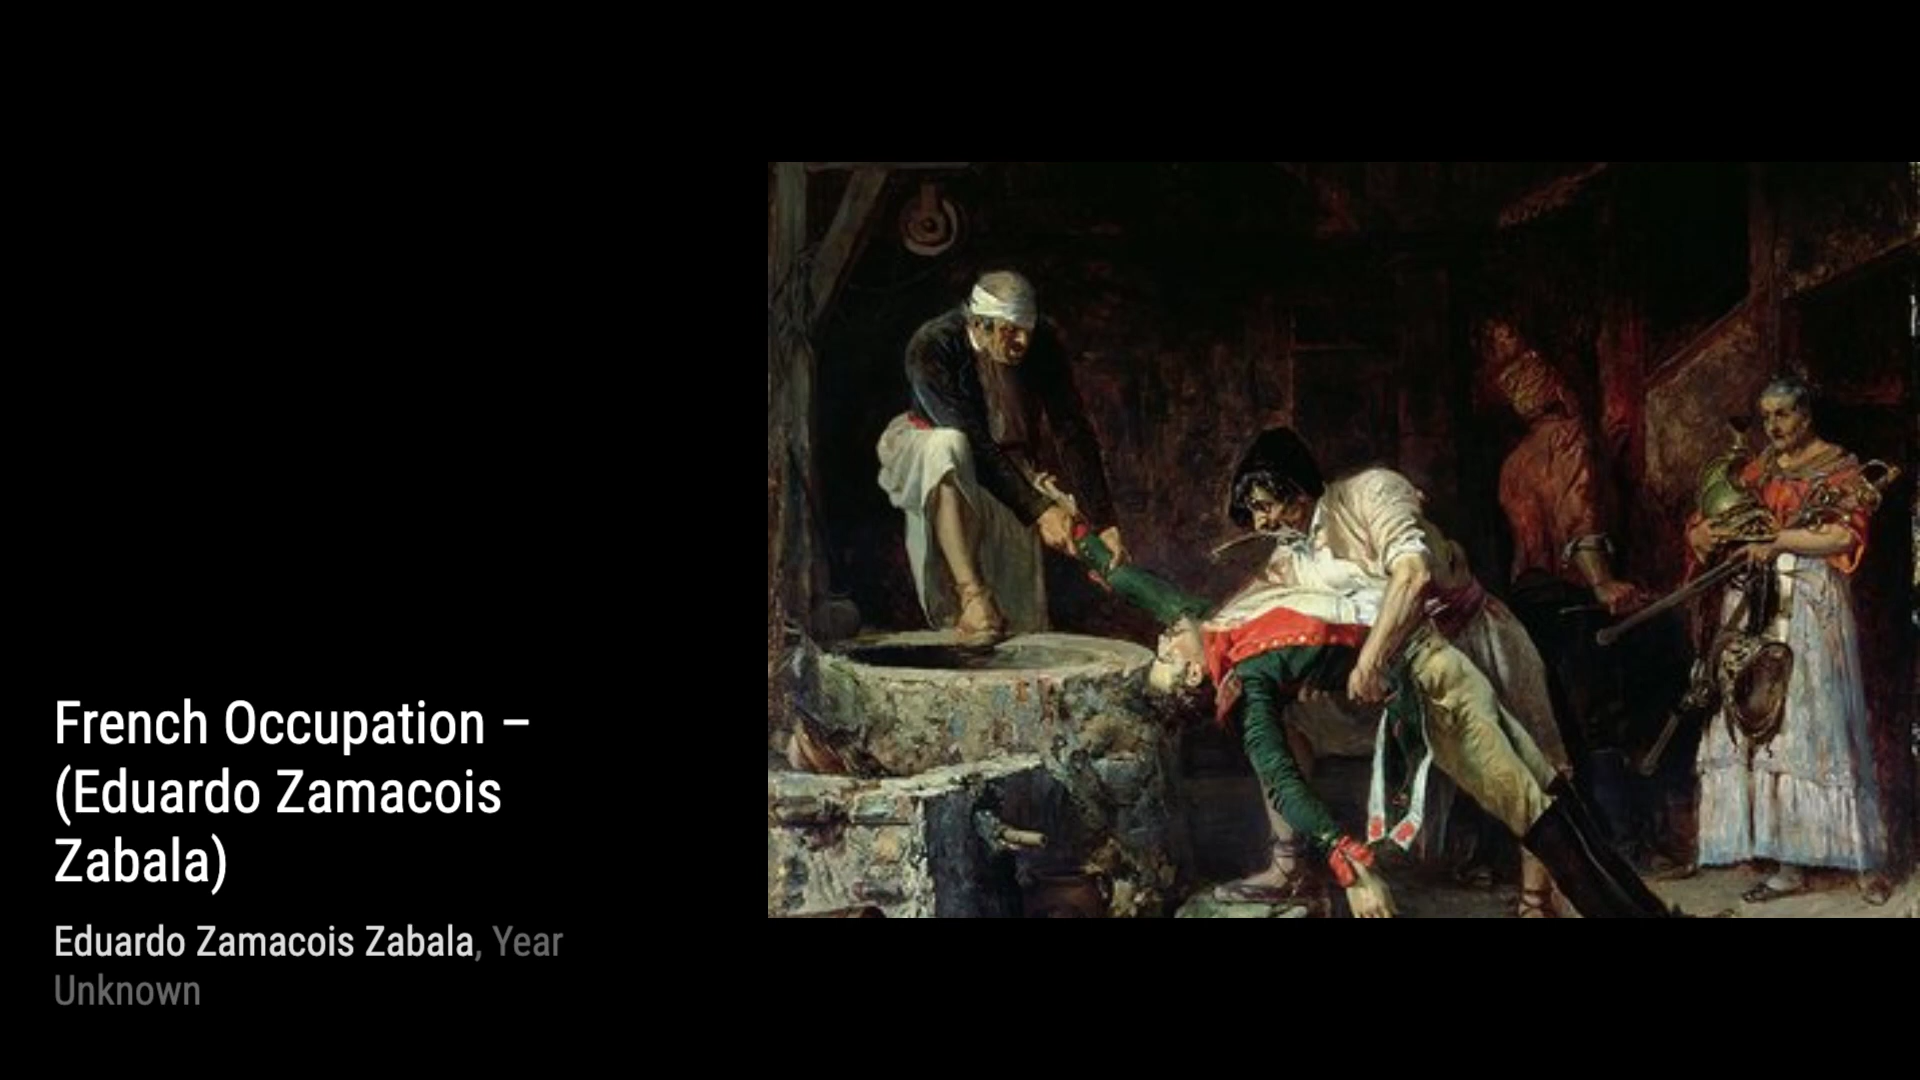 French Occupation –
(Eduardo Zamacois
Zabala)
Eduardo Zamacois Zabala, Year
Unknown